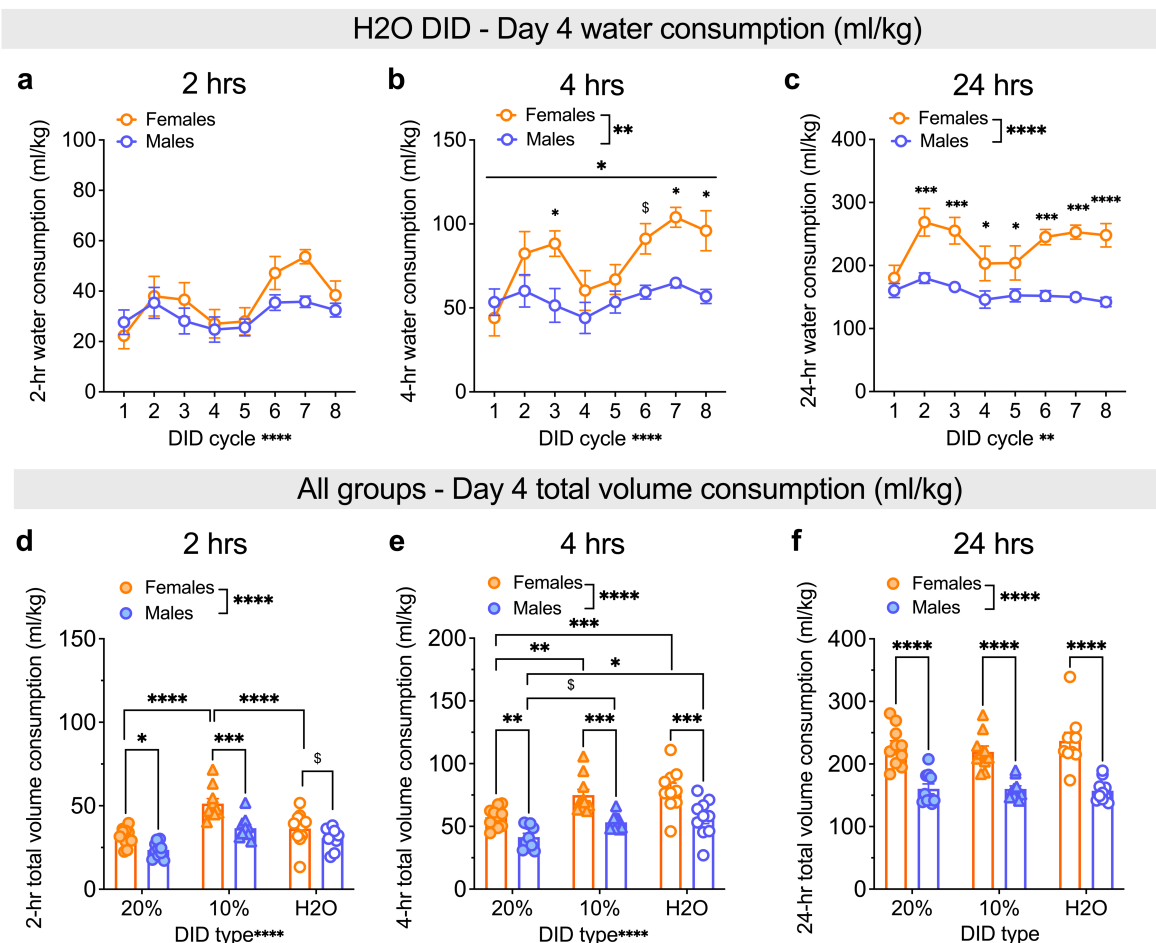 H2O DID - Day 4 water consumption (ml/kg)
a
2 hrs
Females
Males
2-hr water consumption (ml/kg)
100
80
60
40
20
0
1 2 3 4 5 6 7 8
DID cycle ****
b
4 hrs
Females
Males
**
*
4-hr water consumption (ml/kg)
150
100
50
0
* $ * *
1 2 3 4 5 6 7 8
DID cycle ****
c
24 hrs
Females
Males
****
24-hr water consumption (ml/kg)
400
300
200
100
0
*** *** * * *** *** ****
1 2 3 4 5 6 7 8
DID cycle **
All groups - Day 4 total volume consumption (ml/kg)
d
2 hrs
Females
Males
****
2-hr total volume consumption (ml/kg)
150
100
50
0
**** ****
* *** $
20% 10% H2O
DID type****
e
4 hrs
Females
Males
****
4-hr total volume consumption (ml/kg)
200
150
100
50
0
***
**
*
$
** *** ***
20% 10% H2O
DID type****
f
24 hrs
Females
Males
****
24-hr total volume consumption (ml/kg)
400
300
200
100
0
**** **** ****
20% 10% H2O
DID type